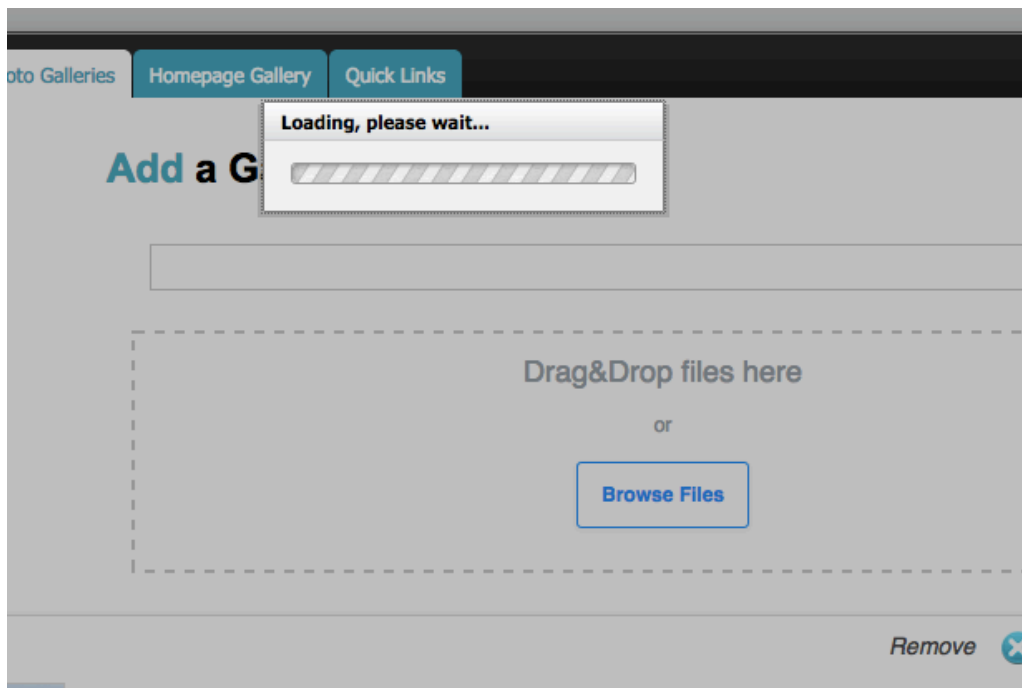 oto Galleries Homepage Gallery Quick Links
Loading, please wait...
Add a G
Drag&Drop files here
or
Browse Files
Remove